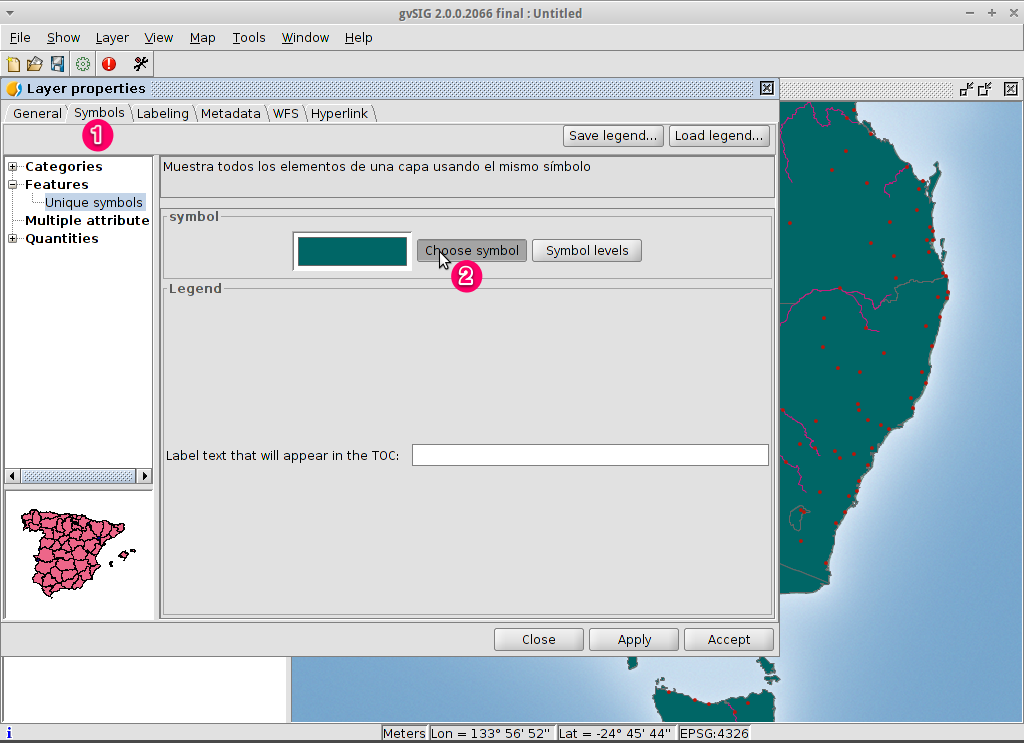 gvSIG 2.0.0.2066 final : Untitled
File Show Layer View Map Tools Window Help
Layer properties
General Symbols Labeling Metadata WFS Hyperlink
1
Save legend... Load legend...
Categories
Features
Unique symbols
Multiple attribute
Quantities
Muestra todos los elementos de una capa usando el mismo símbolo
symbol
Choose symbol Symbol levels
2
Legend
Label text that will appear in the TOC:
Close Apply Accept
Meters Lon = 133° 56' 52" Lat = -24° 45' 44" EPSG:4326